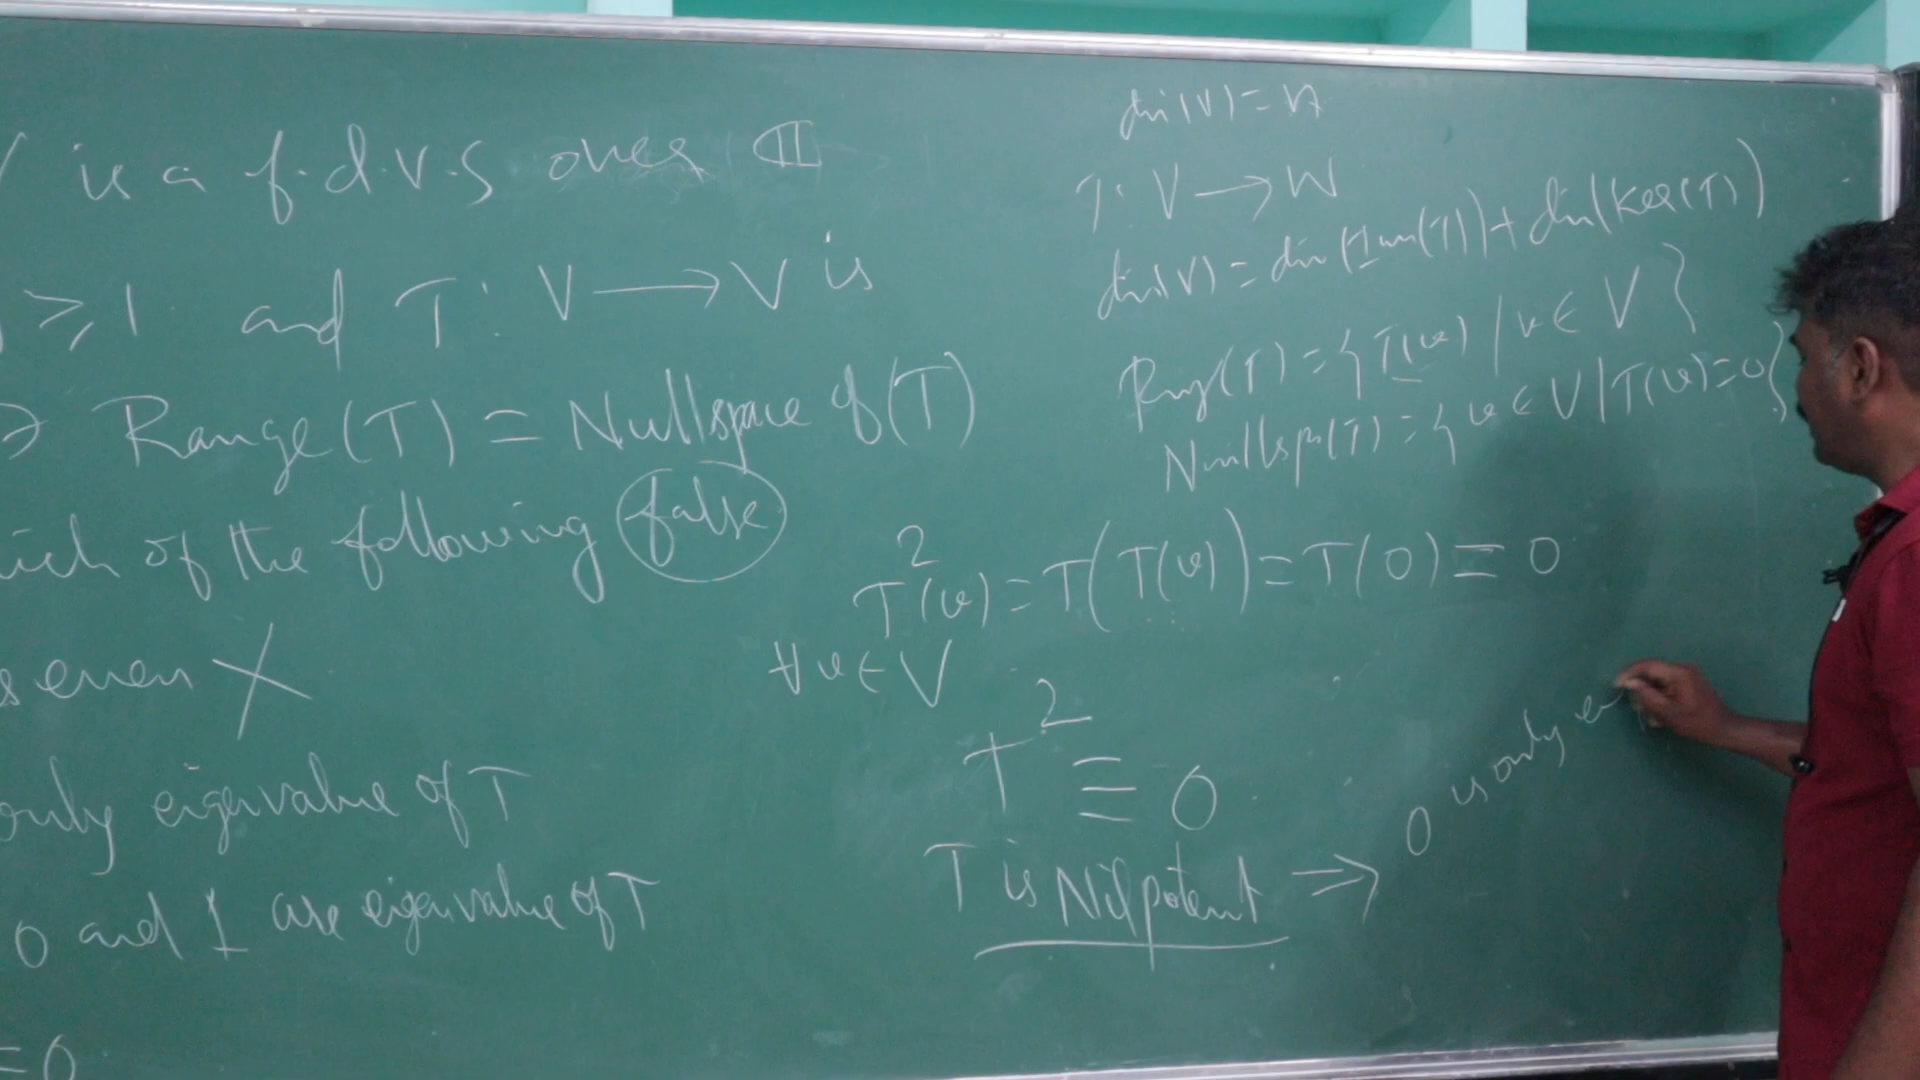 V is a f.d.v.s over ℂ
n ≥ 1 and T : V → V is
∋ Range(T) = Nullspace of (T)
hich of the following false
s even X
only eigenvalue of T
0 and 1 are eigenvalue of T
= 0
dim(V) = n
T : V → W
dim(V) = dim(Im(T)) + dim(Ker(T))
Rng(T) = { T(v) / v ∈ V }
Nullsp(T) = { v ∈ V | T(v) = 0 }
T²(v) = T(T(v)) = T(0) = 0
∀ v ∈ V
T² ≡ 0
T is Nilpotent ⇒ 0 is only e